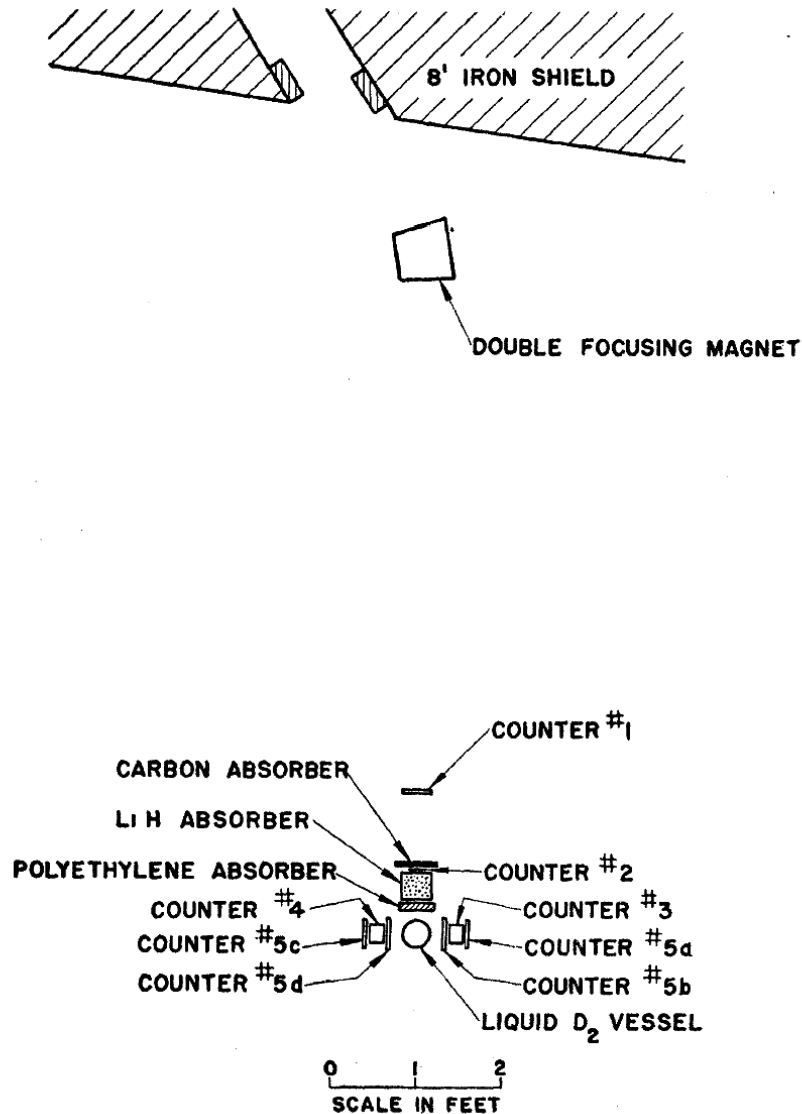 8' IRON SHIELD
DOUBLE FOCUSING MAGNET
COUNTER #1
CARBON ABSORBER
LiH ABSORBER
POLYETHYLENE ABSORBER
COUNTER #2
COUNTER #4
COUNTER #3
COUNTER #5c
COUNTER #5a
COUNTER #5d
COUNTER #5b
LIQUID D2 VESSEL
0 1 2
SCALE IN FEET